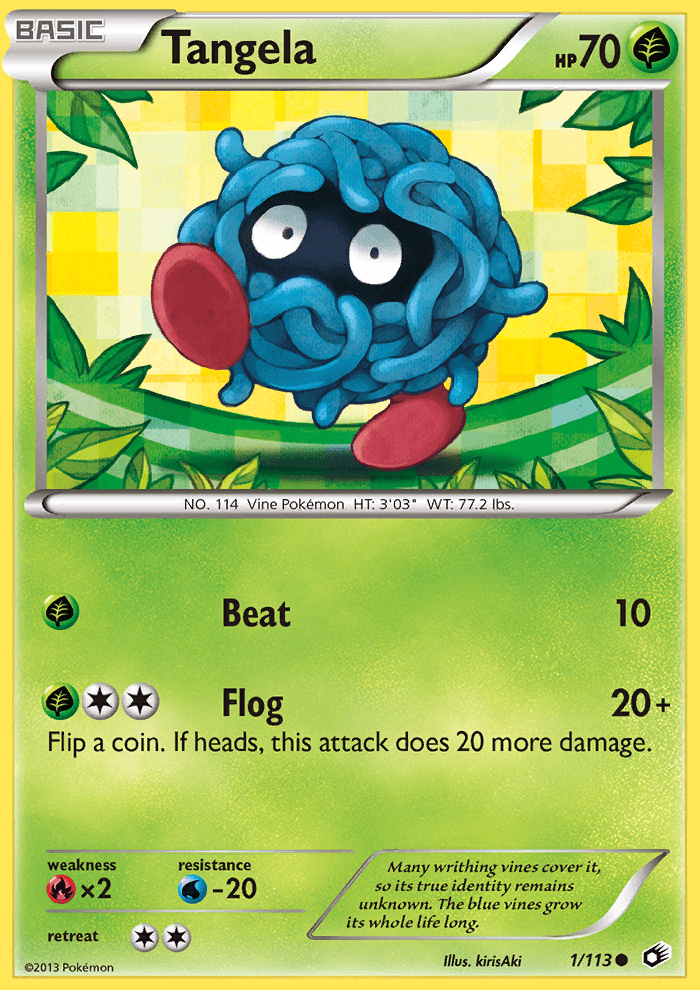 BASIC
Tangela
HP70
NO. 114 Vine Pokémon HT: 3'03" WT: 77.2 lbs.
Beat 10
Flog 20+
Flip a coin. If heads, this attack does 20 more damage.
weakness resistance
×2 -20
retreat
Many writhing vines cover it,
so its true identity remains
unknown. The blue vines grow
its whole life long.
©2013 Pokémon
Illus. kirisAki
1/113